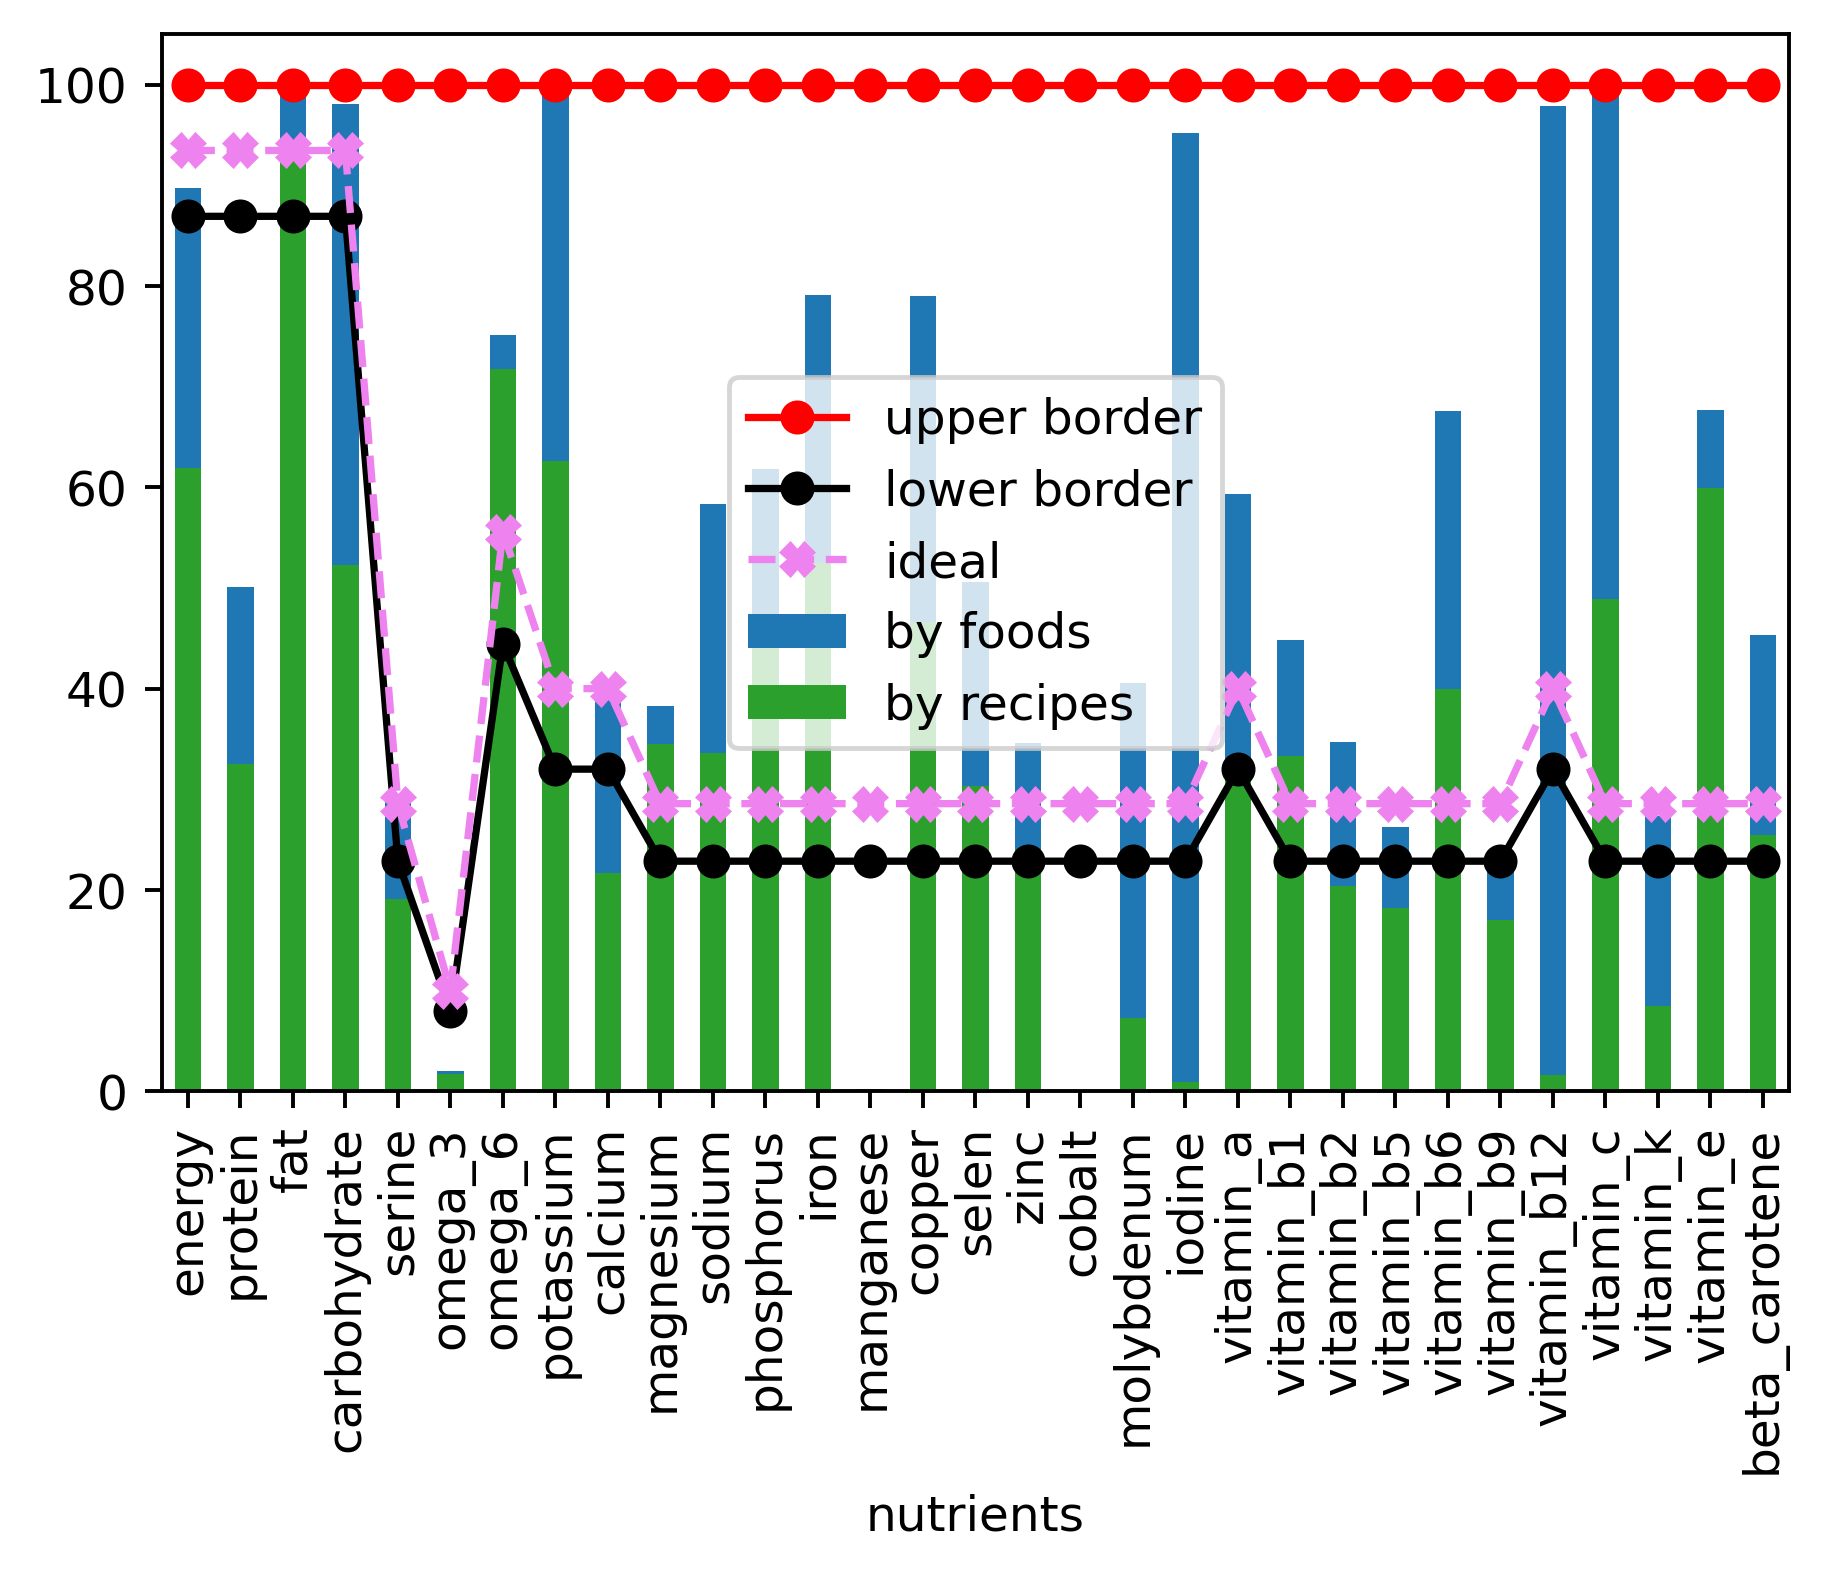 100
80
60
40
20
0
upper border
lower border
ideal
by foods
by recipes
energy
protein
fat
carbohydrate
serine
omega_3
omega_6
potassium
calcium
magnesium
sodium
phosphorus
iron
manganese
copper
selen
zinc
cobalt
molybdenum
iodine
vitamin_a
vitamin_b1
vitamin_b2
vitamin_b5
vitamin_b6
vitamin_b9
vitamin_b12
vitamin_c
vitamin_k
vitamin_e
beta_carotene
nutrients